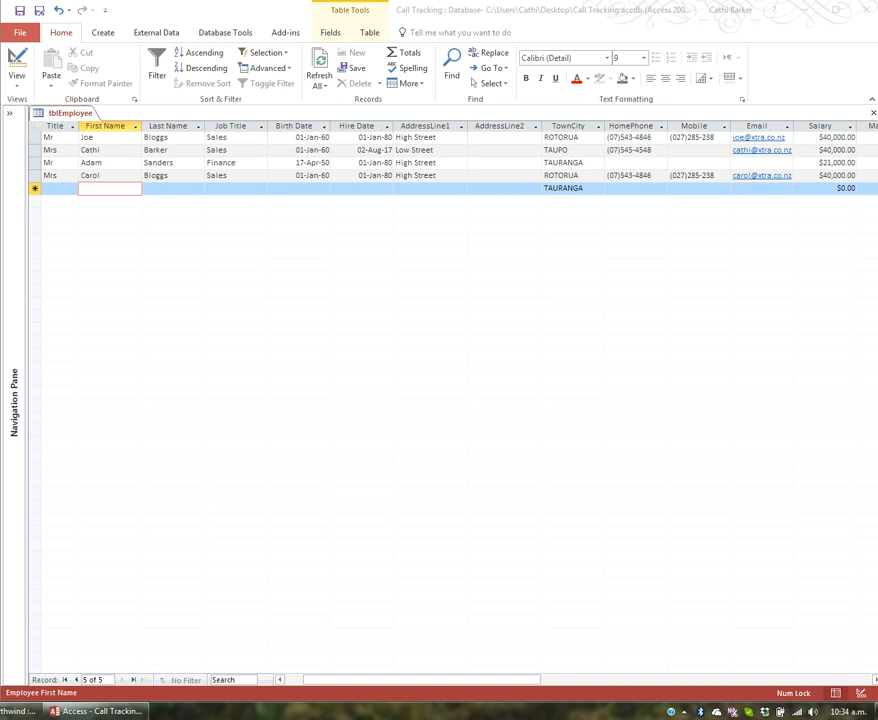 Table Tools
Call Tracking : Database- C:\Users\Cathi\Desktop\Call Tracking.accdb (Access 200...
Cathi Barker
File Home Create External Data Database Tools Add-ins Fields Table Tell me what you want to do...
View
Views
Paste
Cut
Copy
Format Painter
Clipboard
Filter
Ascending
Descending
Remove Sort
Selection
Advanced
Toggle Filter
Sort & Filter
Refresh All
New
Save
Delete
Totals
Spelling
More
Records
Find
Replace
Go To
Select
Find
Calibri (Detail) 9
B I U A
Text Formatting
tblEmployee
Title First Name Last Name Job Title Birth Date Hire Date AddressLine1 AddressLine2 TownCity HomePhone Mobile Email Salary
Mr Joe Bloggs Sales 01-Jan-60 01-Jan-80 High Street ROTORUA (07)543-4846 (027)285-238 joe@xtra.co.nz $40,000.00
Mrs Cathi Barker Sales 01-Jan-60 02-Aug-17 Low Street TAUPO (07)545-4548 cathi@xtra.co.nz $40,000.00
Mr Adam Sanders Finance 17-Apr-50 01-Jan-80 High Street TAURANGA $21,000.00
Mrs Carol Bloggs Sales 01-Jan-60 01-Jan-80 High Street ROTORUA (07)543-4846 (027)285-238 carol@xtra.co.nz $40,000.00
TAURANGA $0.00
Navigation Pane
Record: 5 of 5 No Filter Search
Employee First Name
Num Lock
thwind :... Access - Call Trackin...
10:34 a.m.